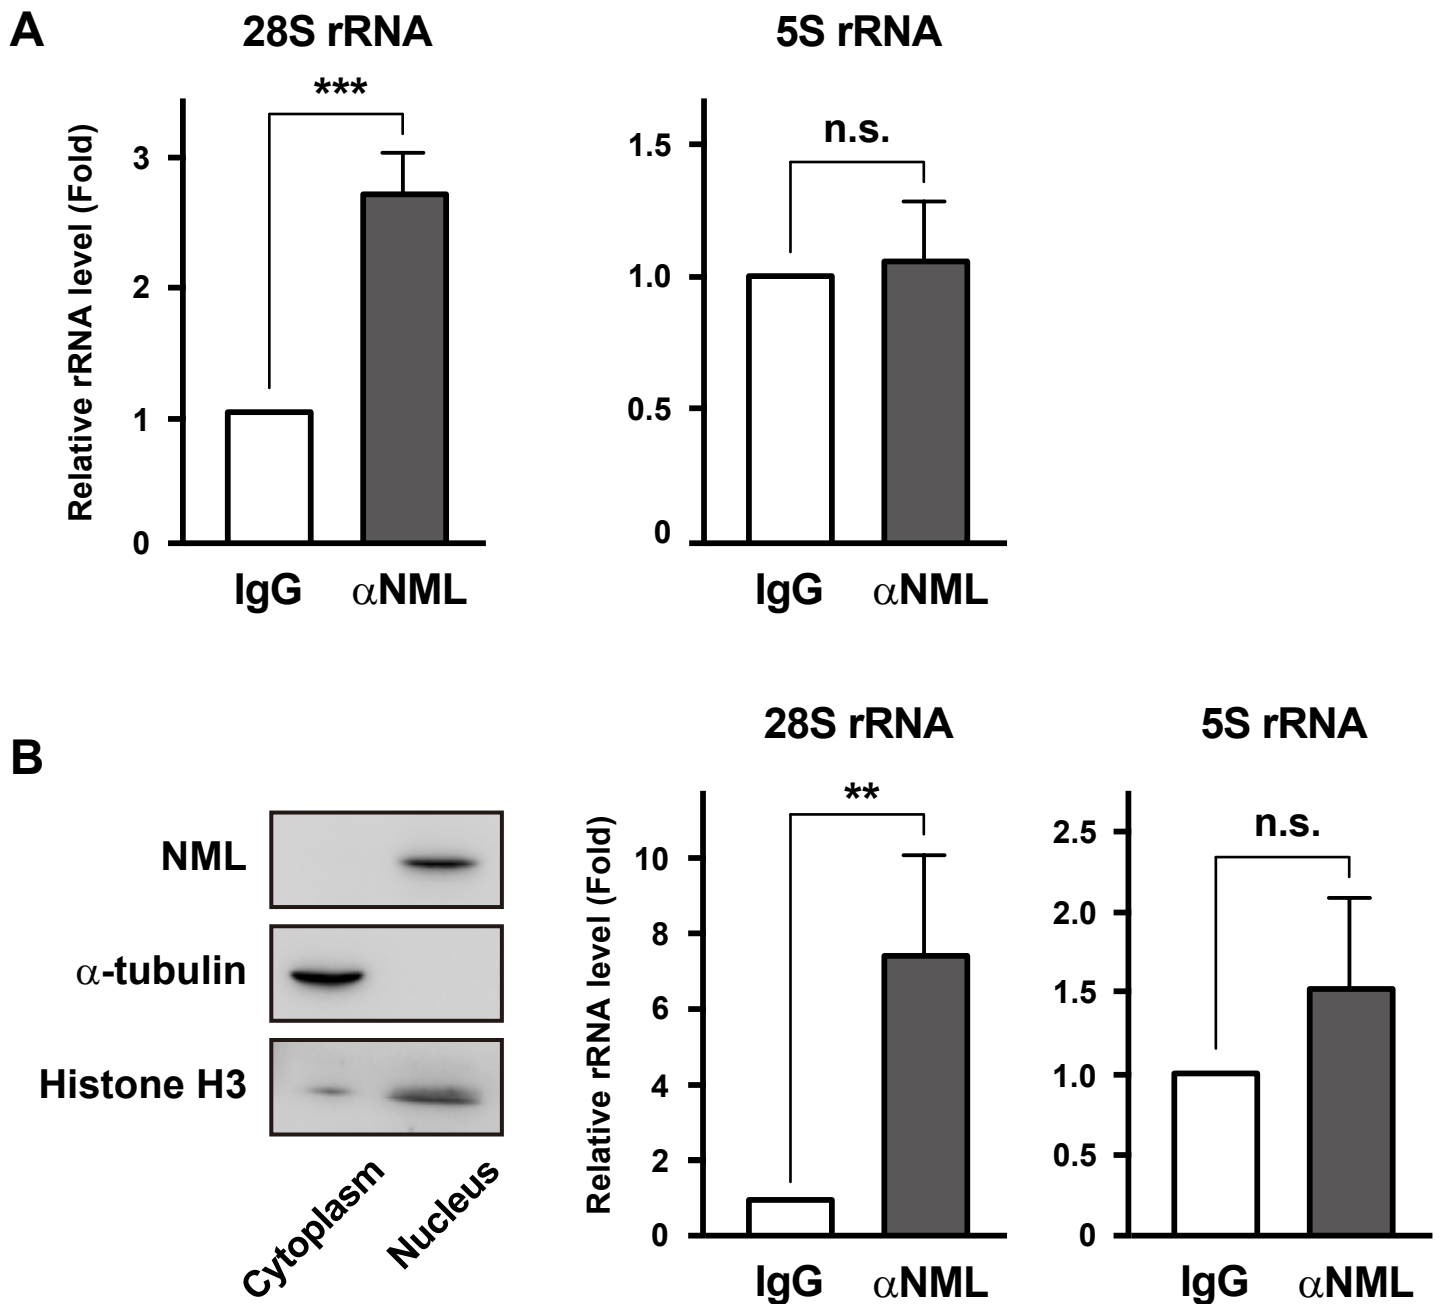 A
28S rRNA
5S rRNA
***
n.s.
Relative rRNA level (Fold)
3
2
1
0
1.5
1.0
0.5
0
IgG
αNML
IgG
αNML
B
28S rRNA
5S rRNA
NML
α-tubulin
Histone H3
Cytoplasm
Nucleus
**
n.s.
Relative rRNA level (Fold)
10
8
6
4
2
0
2.5
2.0
1.5
1.0
0.5
0
IgG
αNML
IgG
αNML